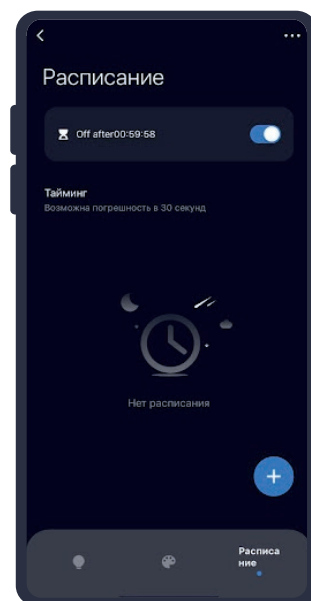 Расписание
Off after00:59:58
Тайминг
Возможна погрешность в 30 секунд
Нет расписания
Расписа
ние